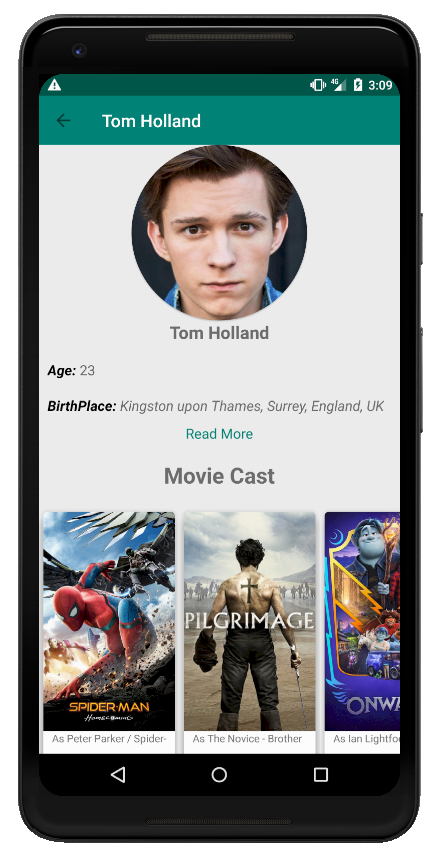 4G 3:09
Tom Holland
Tom Holland
Age: 23
BirthPlace: Kingston upon Thames, Surrey, England, UK
Read More
Movie Cast
SPIDER-MAN
HOMECOMING
PILGRIMAGE
ONWA
As Peter Parker / Spider-
As The Novice - Brother
As Ian Lightfoo